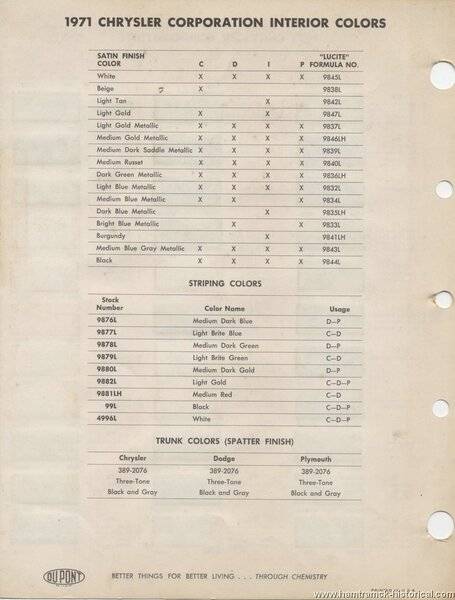 1971 CHRYSLER CORPORATION INTERIOR COLORS
SATIN FINISH "LUCITE"
COLOR C D I P FORMULA NO.
White X X X X 9845L
Beige X 9838L
Light Tan X 9842L
Light Gold X X 9847L
Light Gold Metallic X X X X 9837L
Medium Gold Metallic X X X X 9846LH
Medium Dark Saddle Metallic X X X X 9839L
Medium Russet X X X X 9840L
Dark Green Metallic X X X X 9836LH
Light Blue Metallic X X X X 9832L
Medium Blue Metallic X X X 9834L
Dark Blue Metallic X 9835LH
Bright Blue Metallic X X 9833L
Burgundy X 9841LH
Medium Blue Gray Metallic X X X X 9843L
Black X X X X 9844L
STRIPING COLORS
Stock
Number Color Name Usage
9876L Medium Dark Blue D—P
9877L Light Brite Blue C—D
9878L Medium Dark Green D—P
9879L Light Brite Green C—D
9880L Medium Dark Gold D—P
9882L Light Gold C—D—P
9881LH Medium Red C—D
99L Black C—D—P
4996L White C—D—P
TRUNK COLORS (SPATTER FINISH)
Chrysler Dodge Plymouth
389-2076 389-2076 389-2076
Three-Tone Three-Tone Three-Tone
Black and Gray Black and Gray Black and Gray
DU PONT
BETTER THINGS FOR BETTER LIVING . . . THROUGH CHEMISTRY
www.hamtramck-historical.com